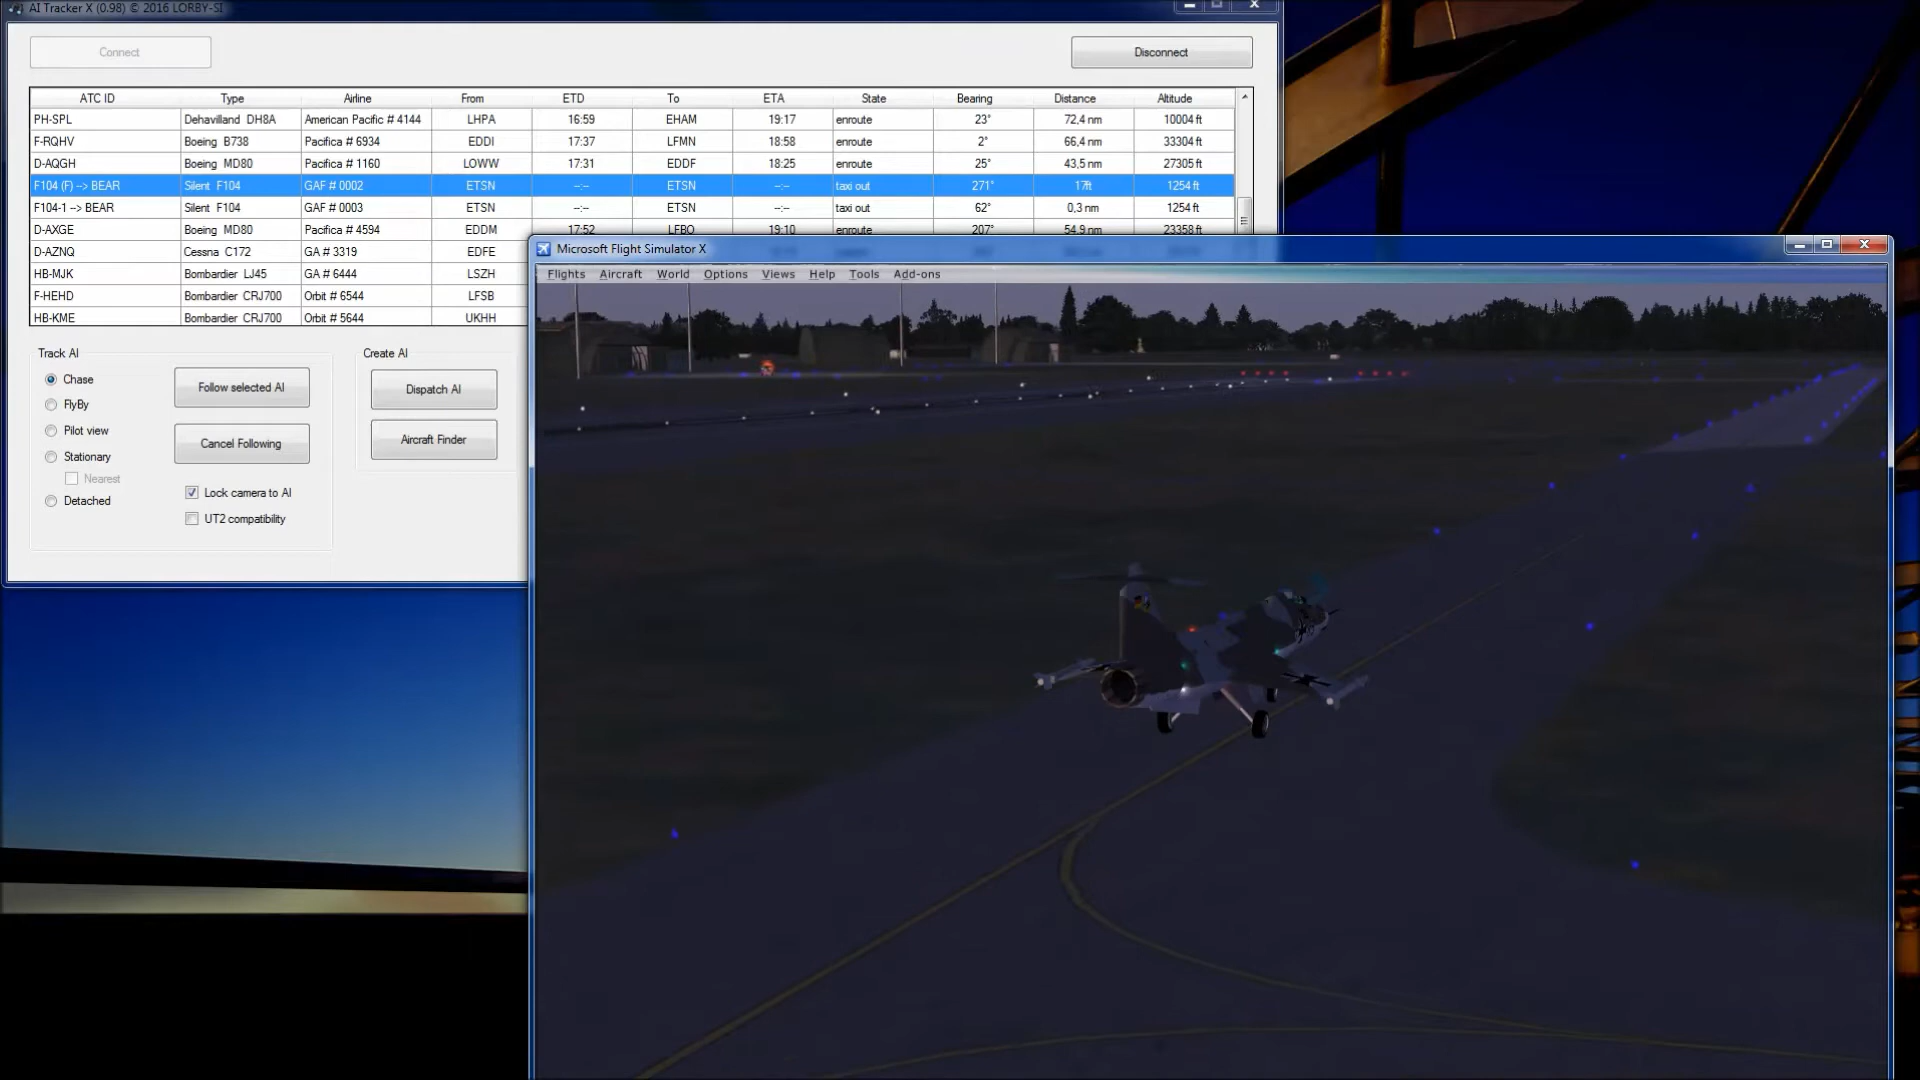 AI Tracker X (0.98) © 2016 LORBY-SI
Connect
Disconnect
ATC ID Type Airline From ETD To ETA State Bearing Distance Altitude
PH-SPL Dehavilland DH8A American Pacific # 4144 LHPA 16:59 EHAM 19:17 enroute 23° 72,4 nm 10004 ft
F-RQHV Boeing B738 Pacifica # 6934 EDDI 17:37 LFMN 18:58 enroute 2° 66,4 nm 33304 ft
D-AQGH Boeing MD80 Pacifica # 1160 LOWW 17:31 EDDF 18:25 enroute 25° 43,5 nm 27305 ft
F104 (F) --> BEAR Silent F104 GAF # 0002 ETSN --:-- ETSN --:-- taxi out 271° 17ft 1254 ft
F104-1 --> BEAR Silent F104 GAF # 0003 ETSN --:-- ETSN --:-- taxi out 62° 0,3 nm 1254 ft
D-AXGE Boeing MD80 Pacifica # 4594 EDDM 17:52 LFBO 19:10 enroute 207° 54,9 nm 23358 ft
D-AZNQ Cessna C172 GA # 3319 EDFE
HB-MJK Bombardier LJ45 GA # 6444 LSZH
F-HEHD Bombardier CRJ700 Orbit # 6544 LFSB
HB-KME Bombardier CRJ700 Orbit # 5644 UKHH
Track AI
Chase
FlyBy
Pilot view
Stationary
Nearest
Detached
Follow selected AI
Cancel Following
Lock camera to AI
UT2 compatibility
Create AI
Dispatch AI
Aircraft Finder
Microsoft Flight Simulator X
Flights Aircraft World Options Views Help Tools Add-ons